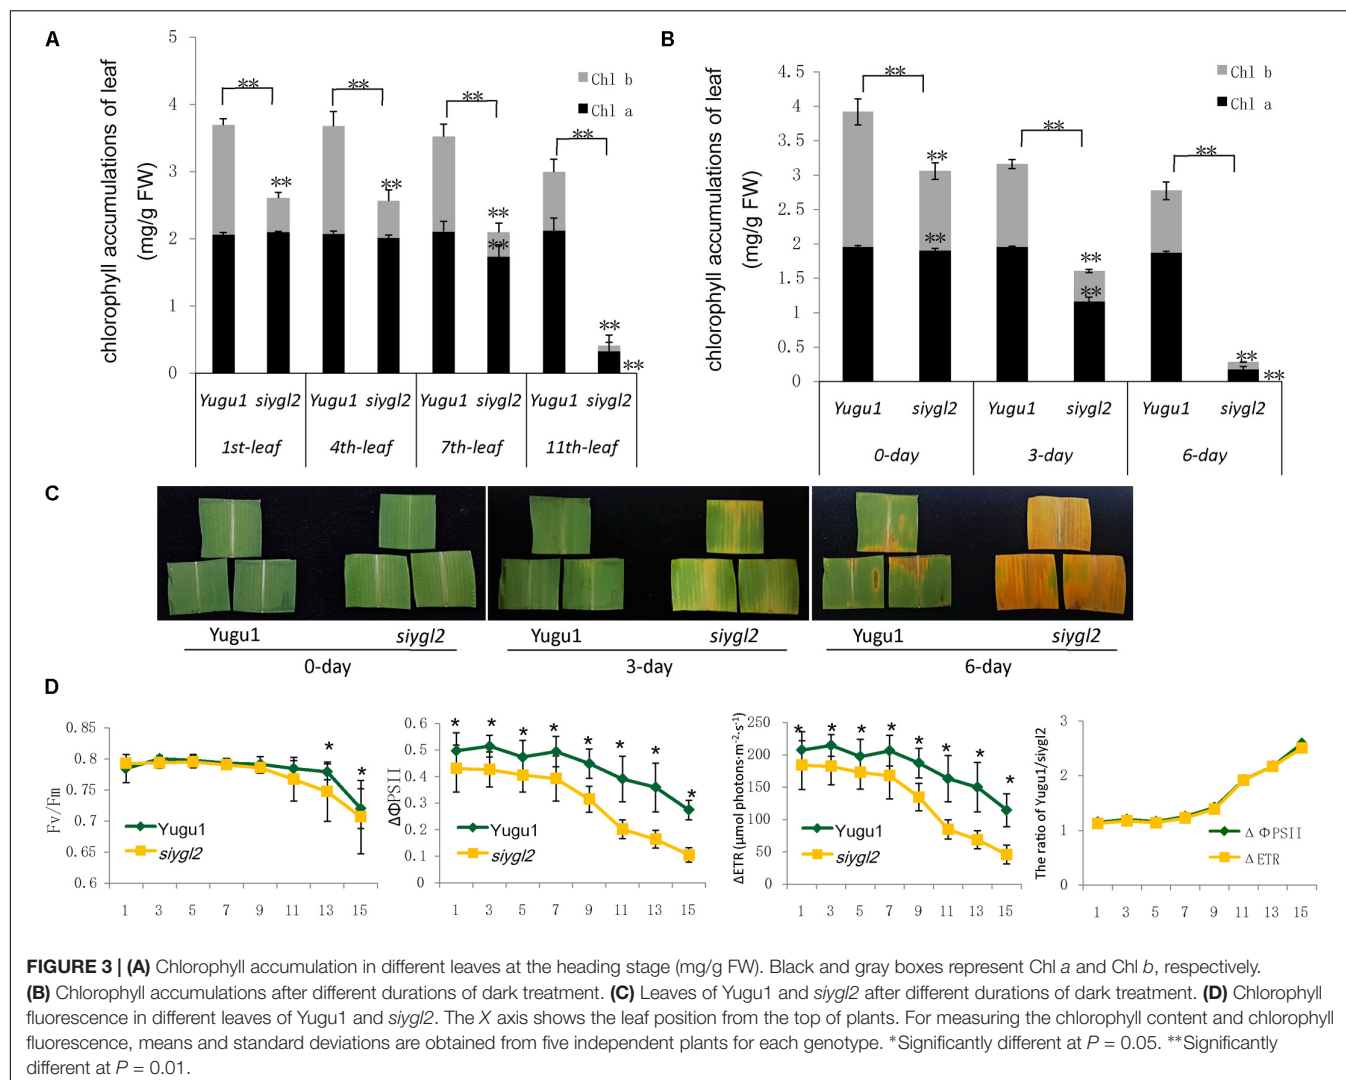 A
chlorophyll accumulations of leaf
(mg/g FW)
5
4
3
2
1
0
Chl b
Chl a
**
**
**
**
**
**
**
**
**
**
Yugu1 siygl2 Yugu1 siygl2 Yugu1 siygl2 Yugu1 siygl2
1st-leaf 4th-leaf 7th-leaf 11th-leaf
B
chlorophyll accumulations of leaf
(mg/g FW)
4.5
4
3.5
3
2.5
2
1.5
1
0.5
0
Chl b
Chl a
**
**
**
**
**
**
**
**
**
Yugu1 siygl2 Yugu1 siygl2 Yugu1 siygl2
0-day 3-day 6-day
C
Yugu1 siygl2 Yugu1 siygl2 Yugu1 siygl2
0-day 3-day 6-day
D
Fv/Fm
0.85
0.8
0.75
0.7
0.65
0.6
* *
Yugu1
siygl2
1 3 5 7 9 11 13 15
ΔΦPSII
0.6
0.5
0.4
0.3
0.2
0.1
0
* * * * * * * *
Yugu1
siygl2
1 3 5 7 9 11 13 15
ΔETR (μmol photons·m⁻²·s⁻¹)
250
200
150
100
50
0
* * * * * * * *
Yugu1
siygl2
1 3 5 7 9 11 13 15
The ratio of Yugu1/siygl2
3
2
1
0
Δ ΦPSII
Δ ETR
1 3 5 7 9 11 13 15
FIGURE 3 | (A) Chlorophyll accumulation in different leaves at the heading stage (mg/g FW). Black and gray boxes represent Chl a and Chl b, respectively.
(B) Chlorophyll accumulations after different durations of dark treatment. (C) Leaves of Yugu1 and siygl2 after different durations of dark treatment. (D) Chlorophyll
fluorescence in different leaves of Yugu1 and siygl2. The X axis shows the leaf position from the top of plants. For measuring the chlorophyll content and chlorophyll
fluorescence, means and standard deviations are obtained from five independent plants for each genotype. *Significantly different at P = 0.05. **Significantly
different at P = 0.01.